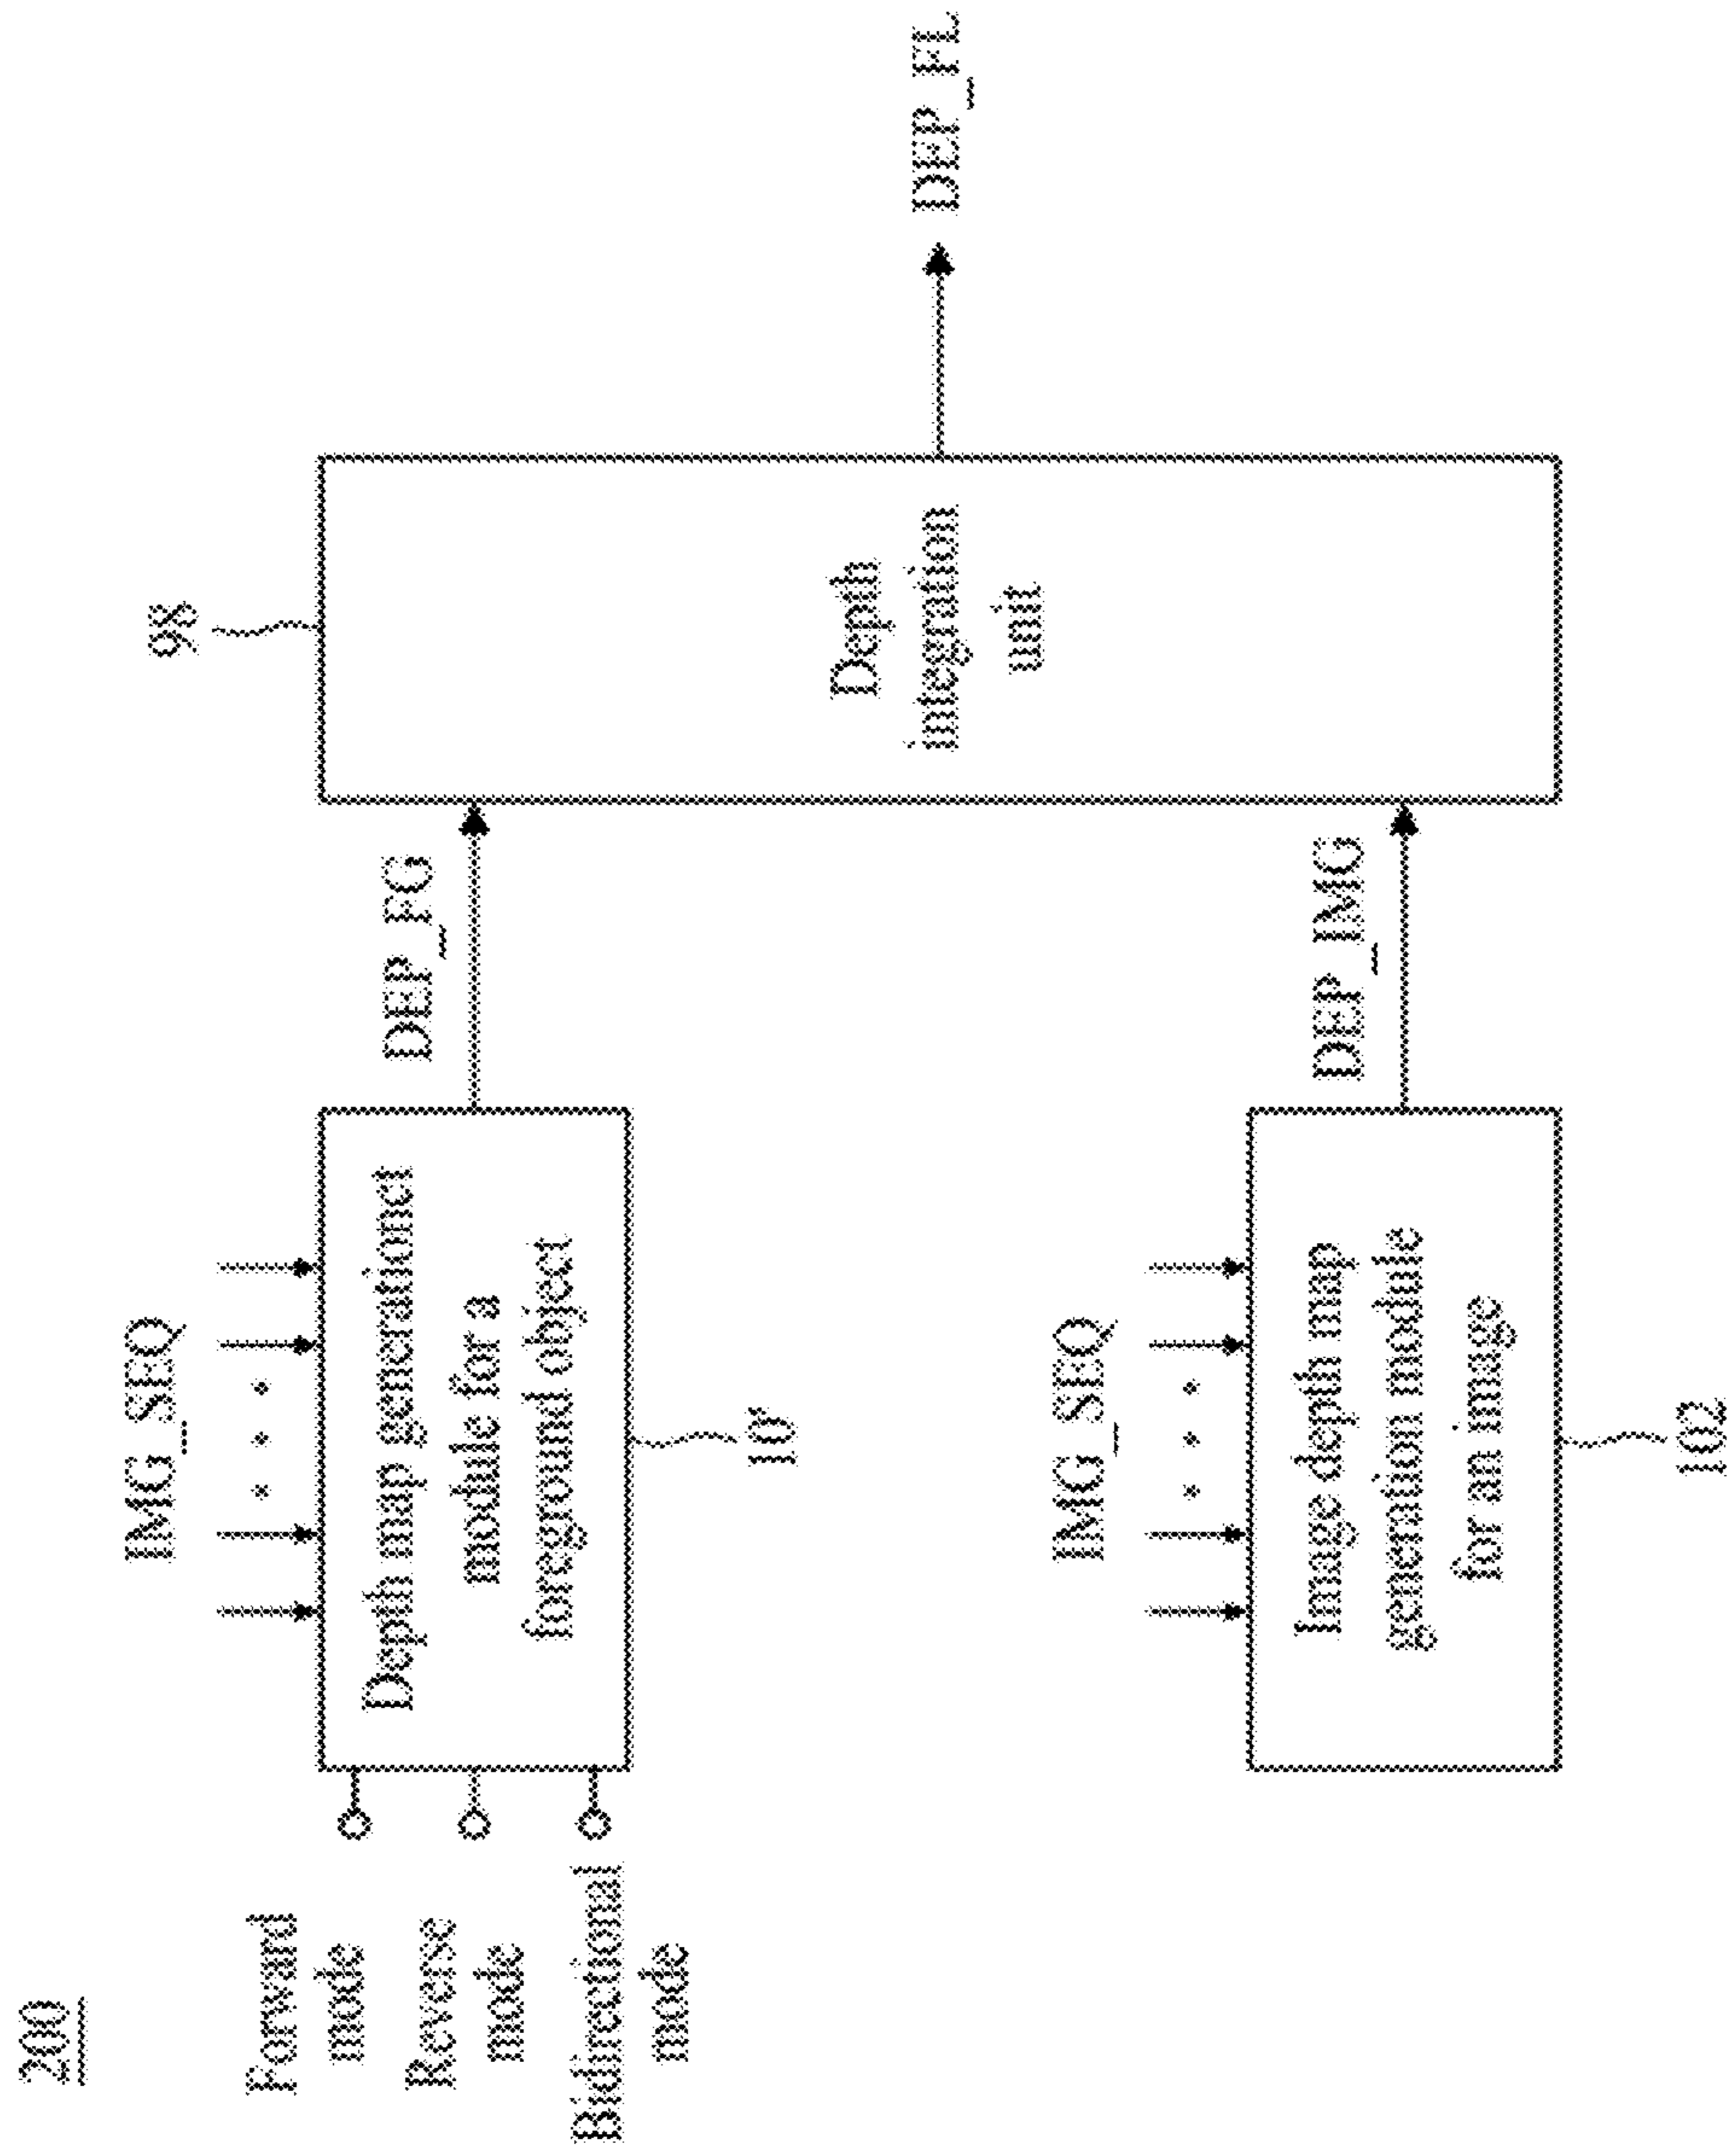 200
98
IMG_SEQ
Forward
mode
Reverse
mode
Bidirectional
mode
Depth map generationct
module for a
foreground object
DEP_FG
10'
Depth
integration
unit
DEP_FL
IMG_SEQ
Image depth map
generation module
for an image
DEP_IMG
102